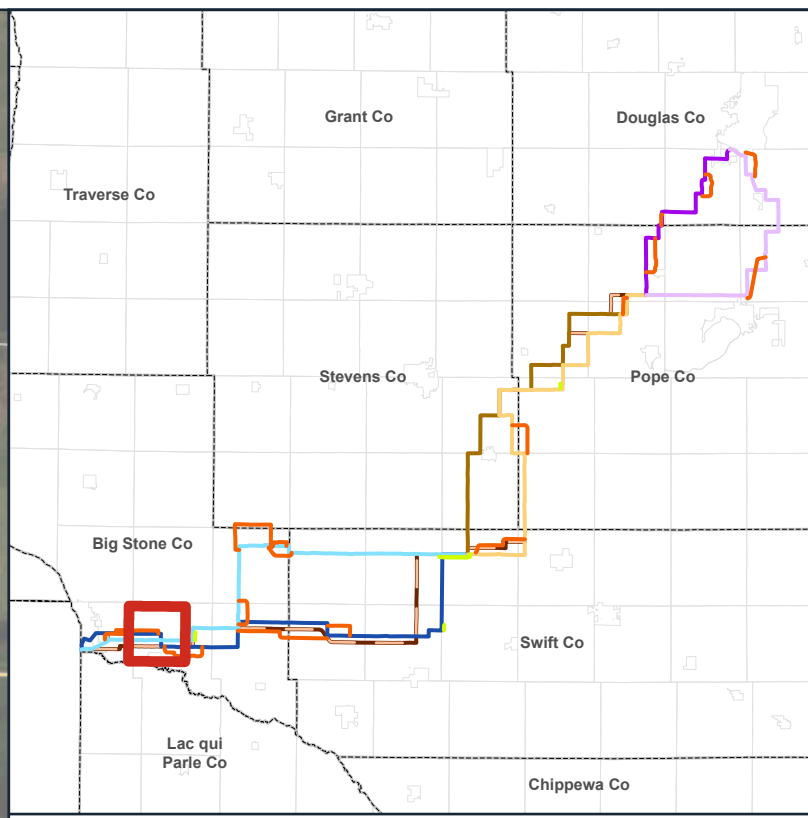 Grant Co
Douglas Co
Traverse Co
Stevens Co
Pope Co
Big Stone Co
Swift Co
Lac qui
Parle Co
Chippewa Co